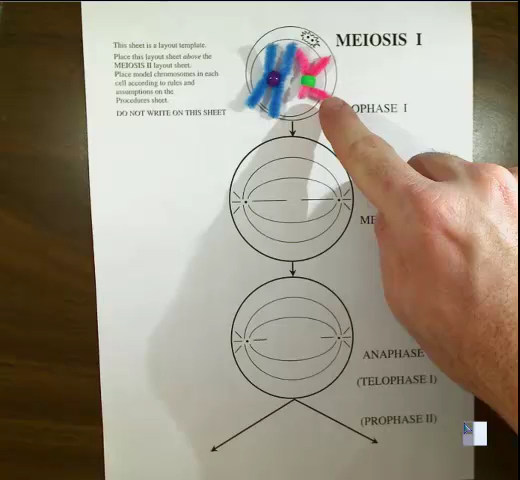 MEIOSIS I
This sheet is a layout template.
Place this layout sheet above the
MEIOSIS II layout sheet.
Place model chromosomes in each
cell according to rules and
assumptions on the
Procedures sheet.
DO NOT WRITE ON THIS SHEET
OPHASE I
ME
ANAPHASE
(TELOPHASE I)
(PROPHASE II)